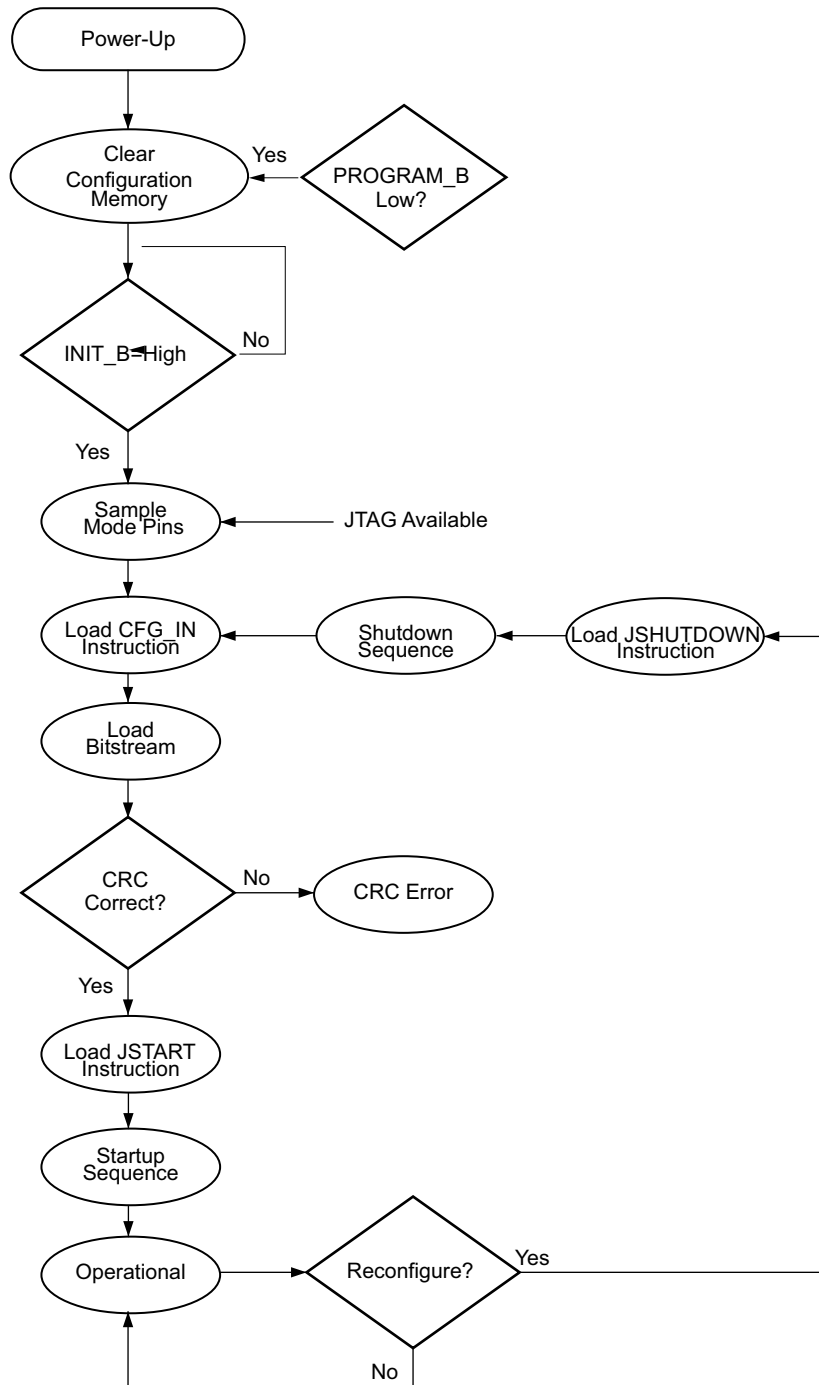 Power-Up
Clear
Configuration
Memory
Yes
PROGRAM_B
Low?
INIT_B=High
No
Yes
Sample
Mode Pins
JTAG Available
Load CFG_IN
Instruction
Shutdown
Sequence
Load JSHUTDOWN
Instruction
Load
Bitstream
CRC
Correct?
No
CRC Error
Yes
Load JSTART
Instruction
Startup
Sequence
Operational
Reconfigure?
Yes
No